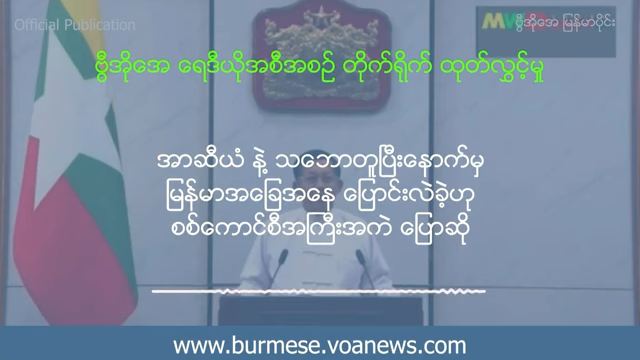 Official Publication
ဗွီအိုအေ မြန်မာပိုင်း
ဗွီအိုအေ ရေဒီယိုအစီအစဉ် တိုက်ရိုက် ထုတ်လွှင့်မှု
အာဆီယံ နဲ့ သဘောတူပြီးနောက်မှ
မြန်မာအခြေအနေ ပြောင်းလဲခဲ့ဟု
စစ်ကောင်စီအကြီးအကဲ ပြောဆို
www.burmese.voanews.com